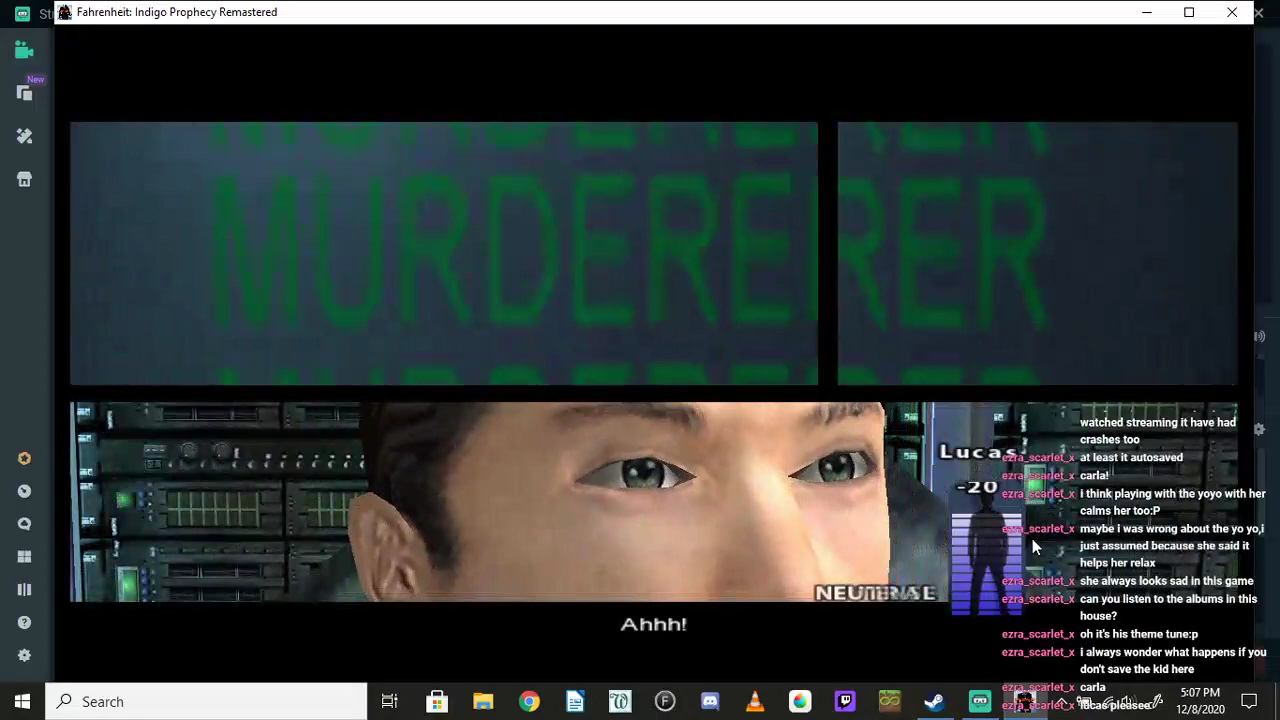 Fahrenheit: Indigo Prophecy Remastered
New
MURDERER
MURDERE
RER
Lucas
-20
Ahhh!
watched streaming it have had
crashes too
ezra_scarlet_x at least it autosaved
ezra_scarlet_x carla!
ezra_scarlet_x i think playing with the yoyo with her
calms her too:P
ezra_scarlet_x maybe i was wrong about the yo yo,i
just assumed because she said it
helps her relax
ezra_scarlet_x she always looks sad in this game
ezra_scarlet_x can you listen to the albums in this
house?
ezra_scarlet_x oh it's his theme tune:p
ezra_scarlet_x i always wonder what happens if you
don't save the kid here
ezra_scarlet_x carla
ezra_scarlet_x lucas please
Search
5:07 PM
12/8/2020